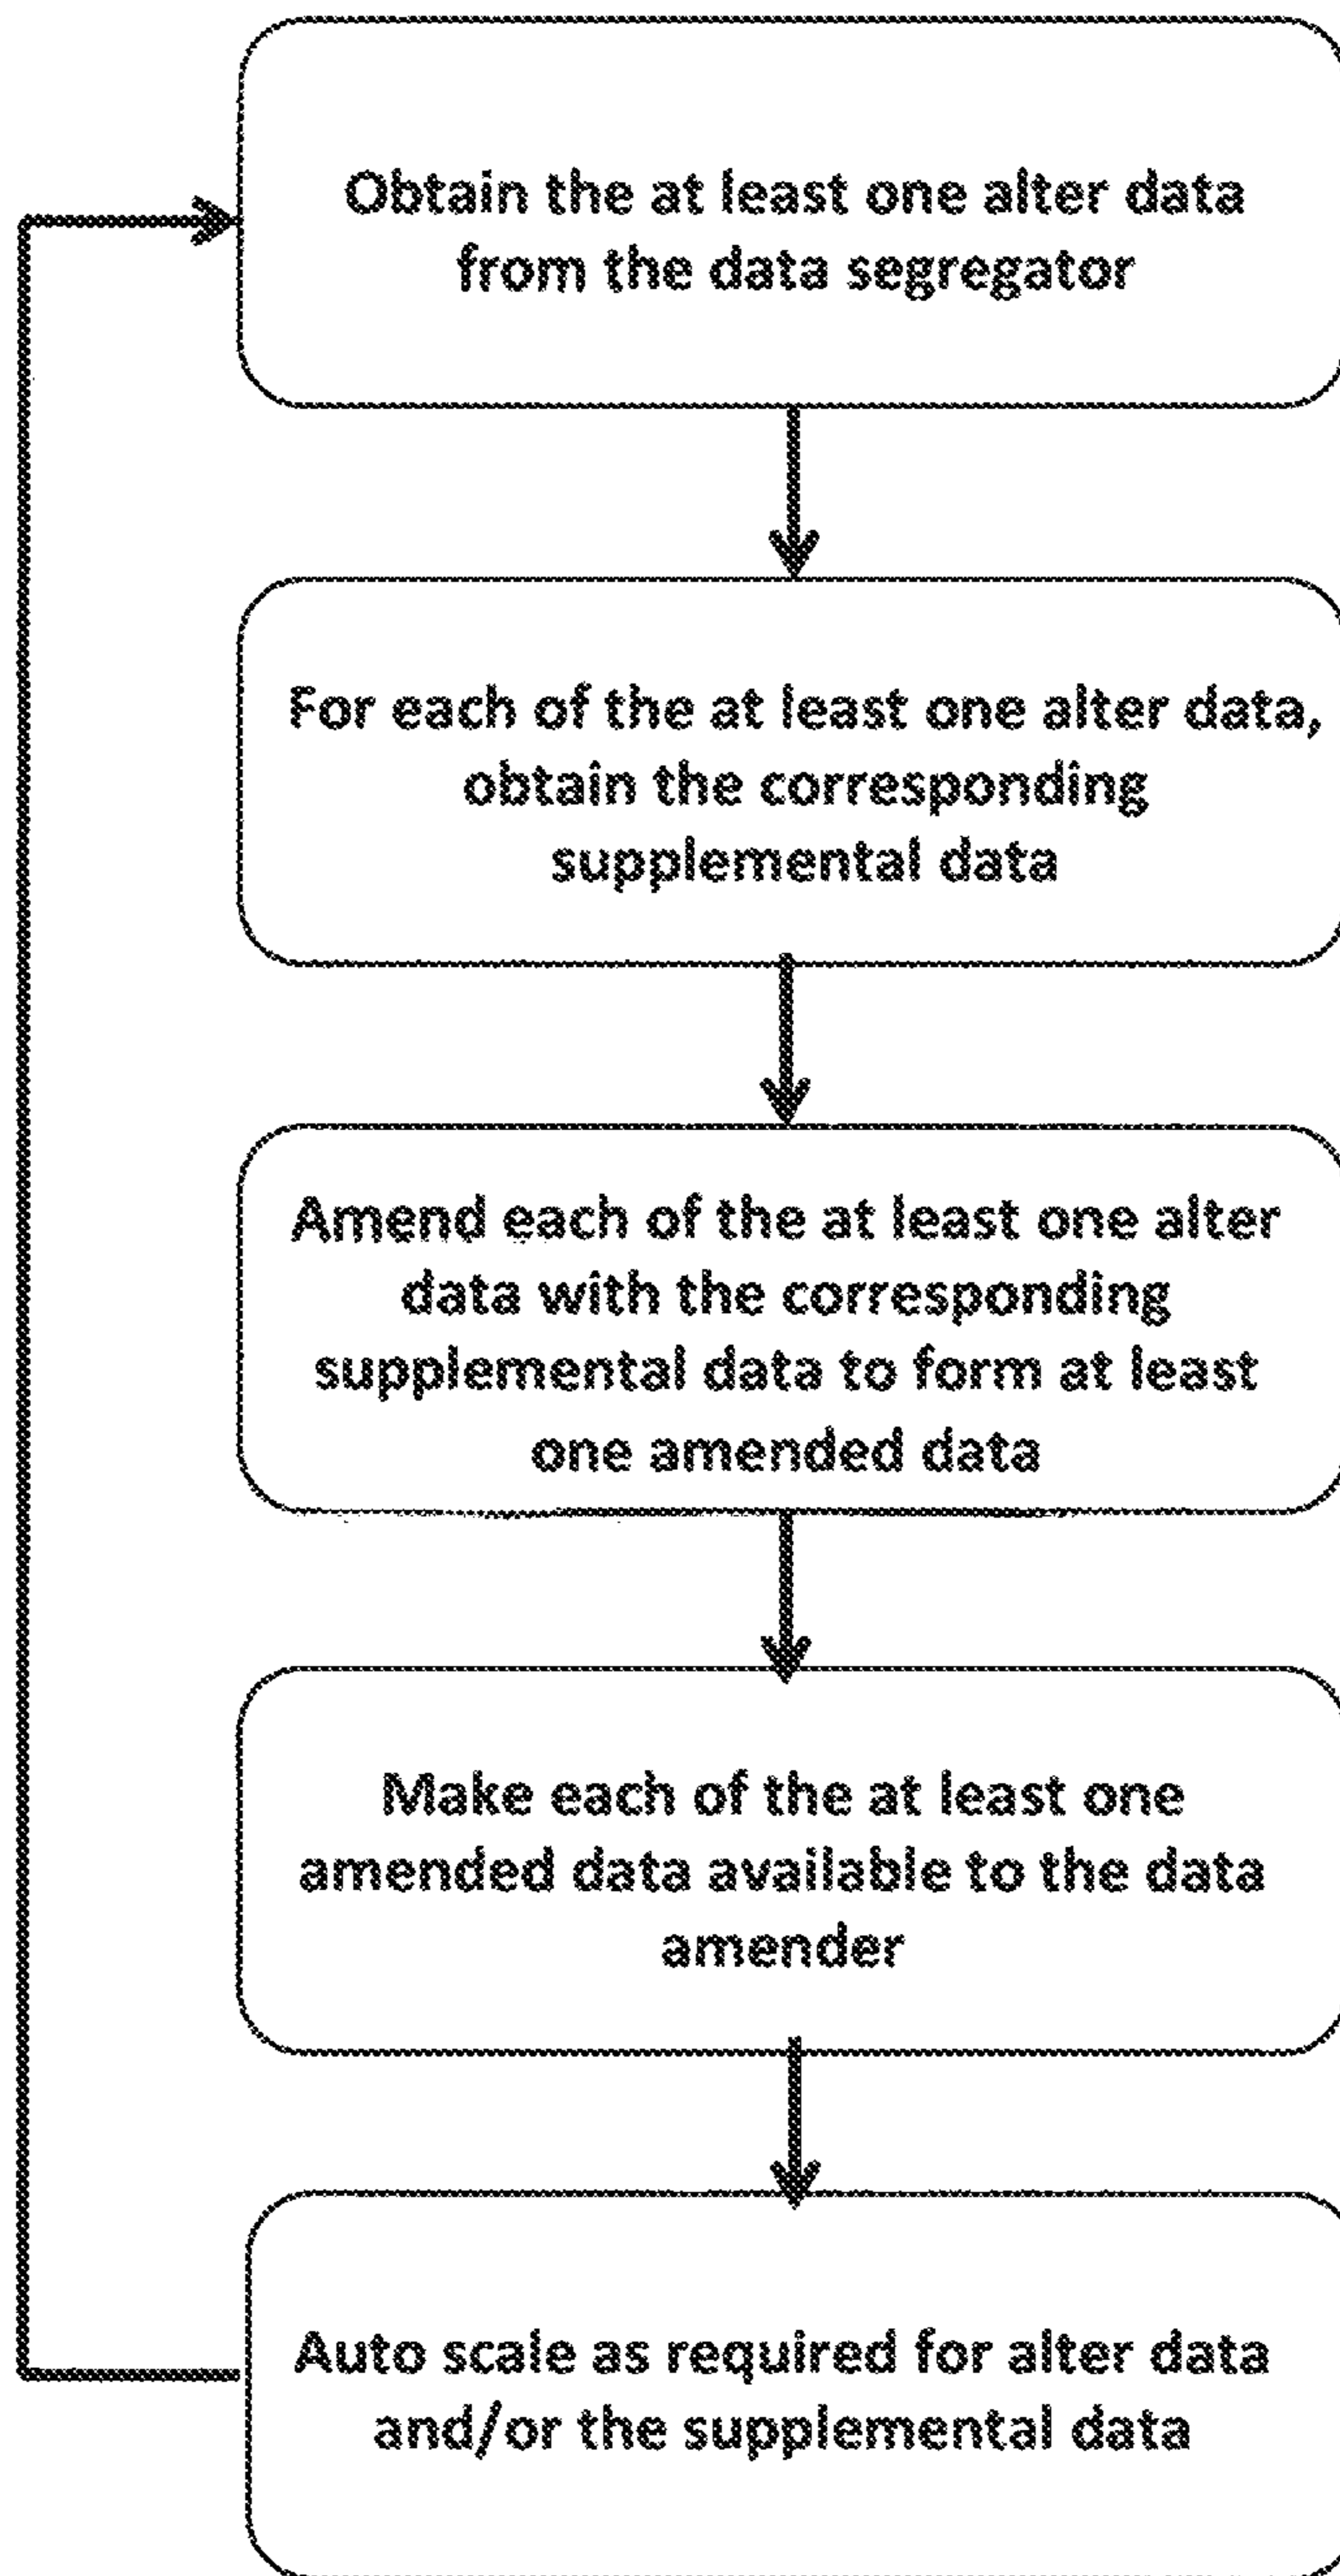 Obtain the at least one alter data
from the data segregator
For each of the at least one alter data,
obtain the corresponding
supplemental data
Amend each of the at least one alter
data with the corresponding
supplemental data to form at least
one amended data
Make each of the at least one
amended data available to the data
amender
Auto scale as required for alter data
and/or the supplemental data